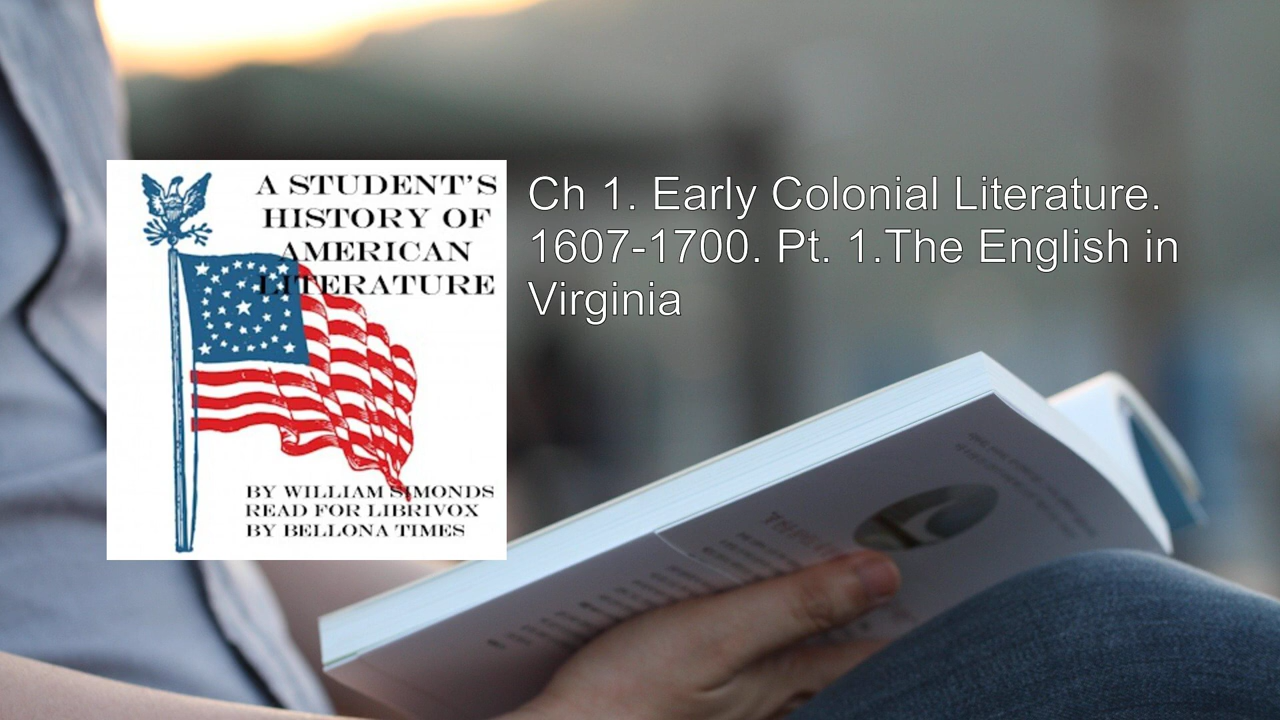 A STUDENT'S
HISTORY OF
AMERICAN
LITERATURE
BY WILLIAM SIMONDS
READ FOR LIBRIVOX
BY BELLONA TIMES
Ch 1. Early Colonial Literature.
1607-1700. Pt. 1.The English in
Virginia